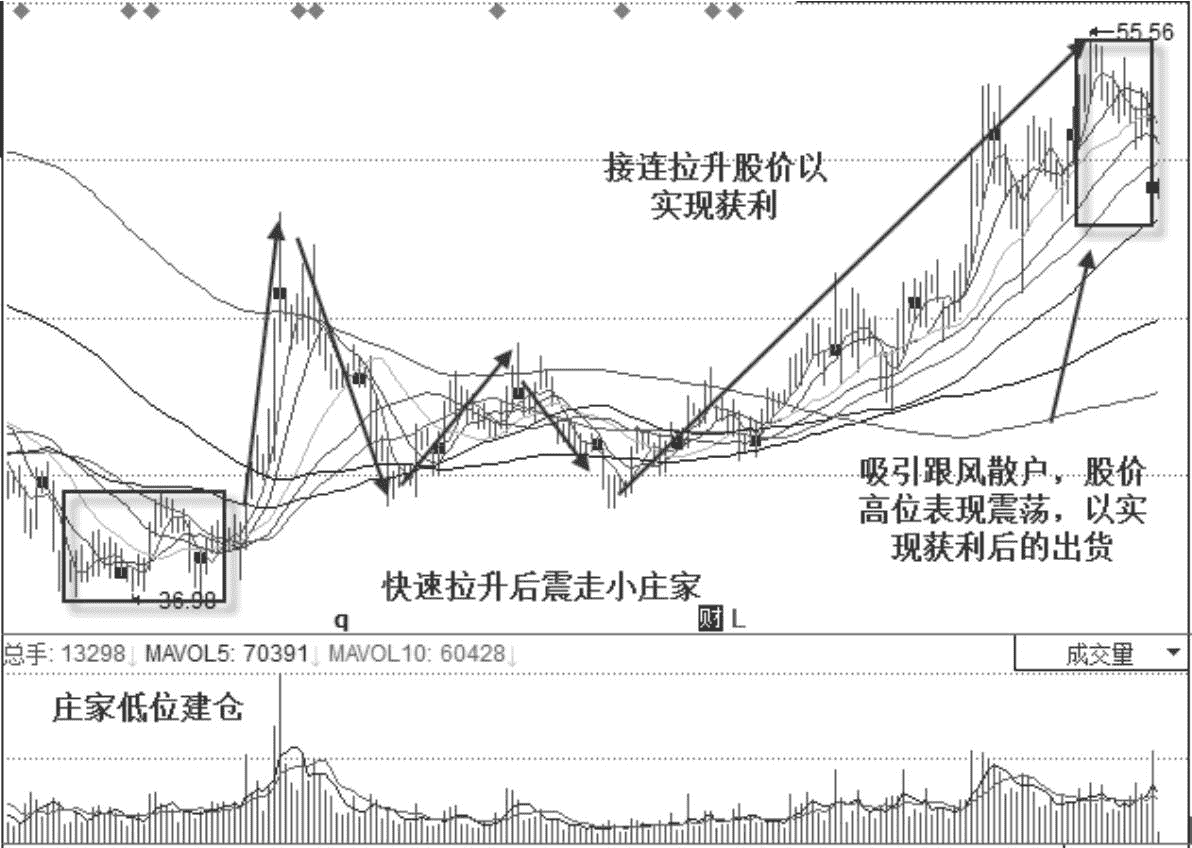 55.56
接连拉升股价以
实现获利
吸引跟风散户，股价
高位表现震荡，以实
现获利后的出货
36.98
快速拉升后震走小庄家
q
财 L
总手: 13298↓ MAVOL5: 70391↓ MAVOL10: 60428↓
成交量
庄家低位建仓